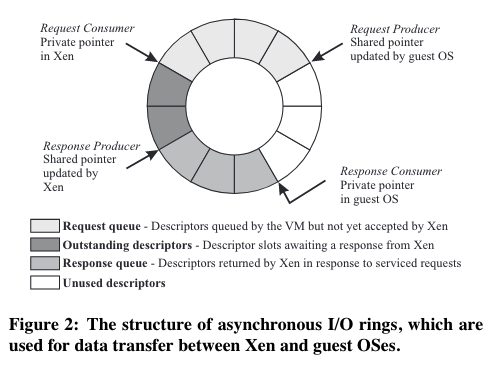 Request Consumer
Private pointer
in Xen
Request Producer
Shared pointer
updated by guest OS
Response Producer
Shared pointer
updated by
Xen
Response Consumer
Private pointer
in guest OS
Request queue - Descriptors queued by the VM but not yet accepted by Xen
Outstanding descriptors - Descriptor slots awaiting a response from Xen
Response queue - Descriptors returned by Xen in response to serviced requests
Unused descriptors
Figure 2: The structure of asynchronous I/O rings, which are
used for data transfer between Xen and guest OSes.